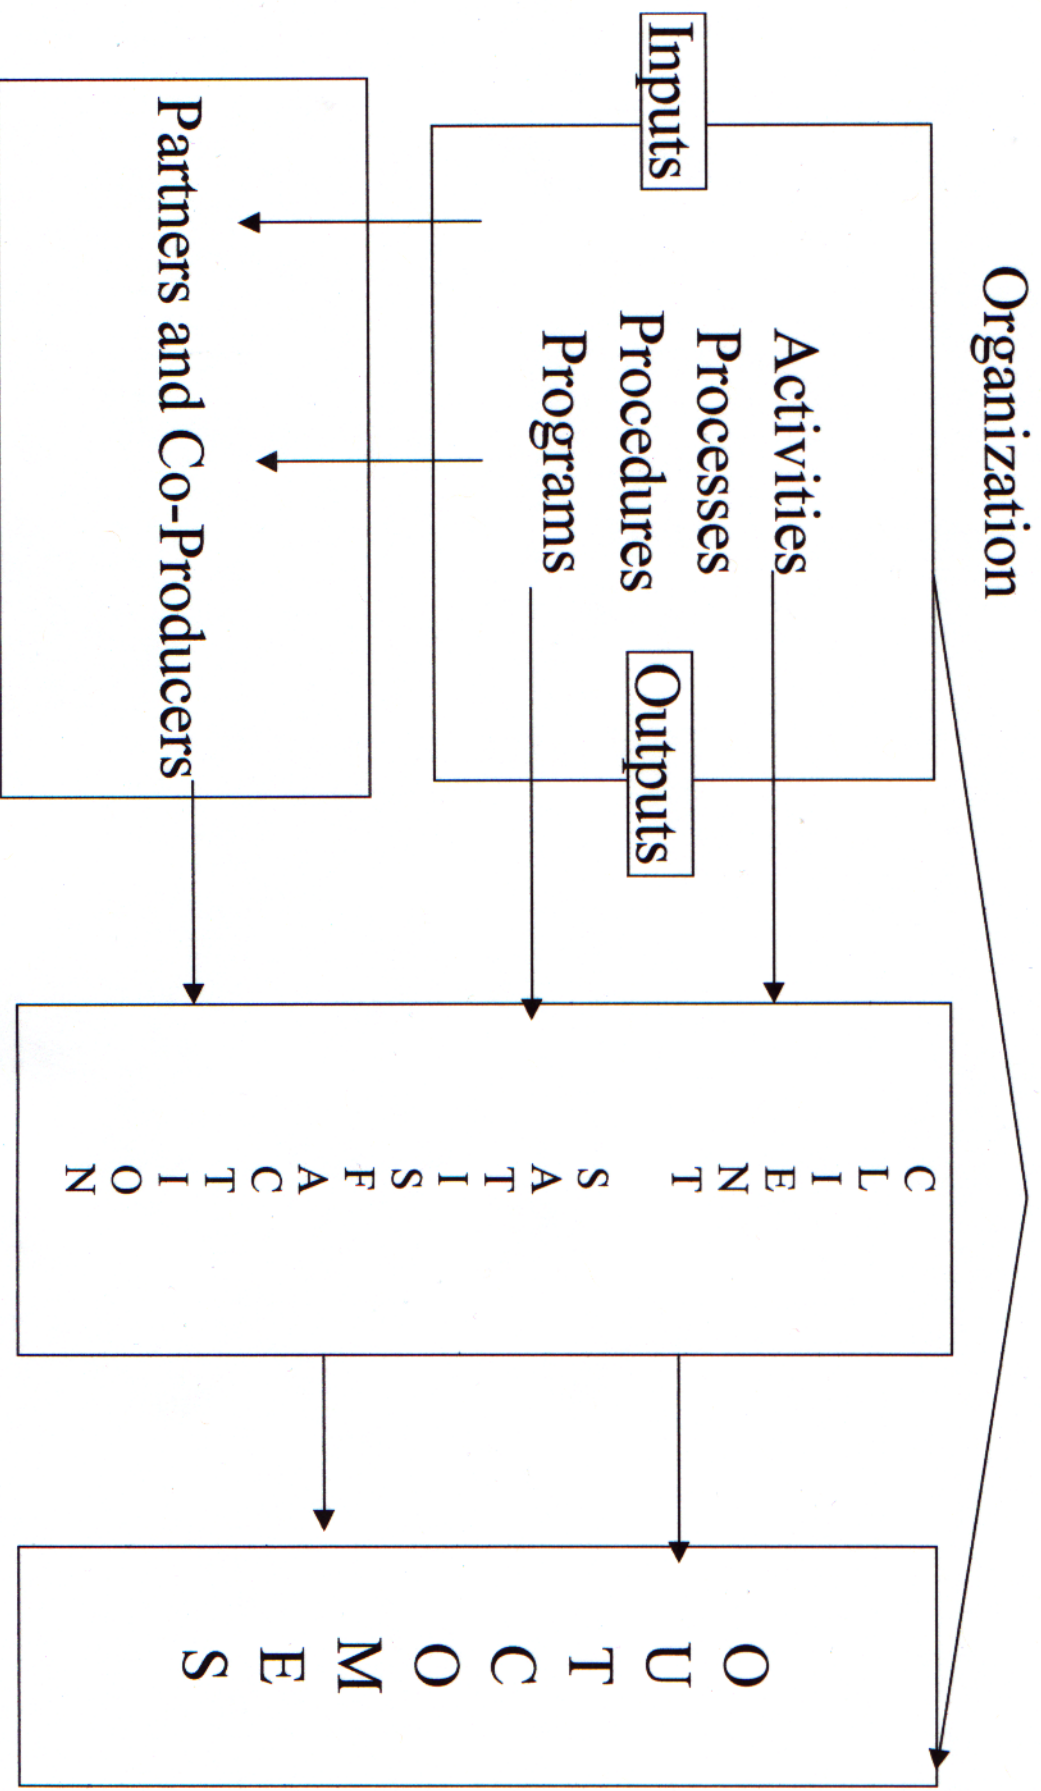 Organization
Inputs
Activities
Processes
Procedures
Programs
Outputs
Partners and Co-Producers
CLIENT SATISFACTION
OUTCOMES